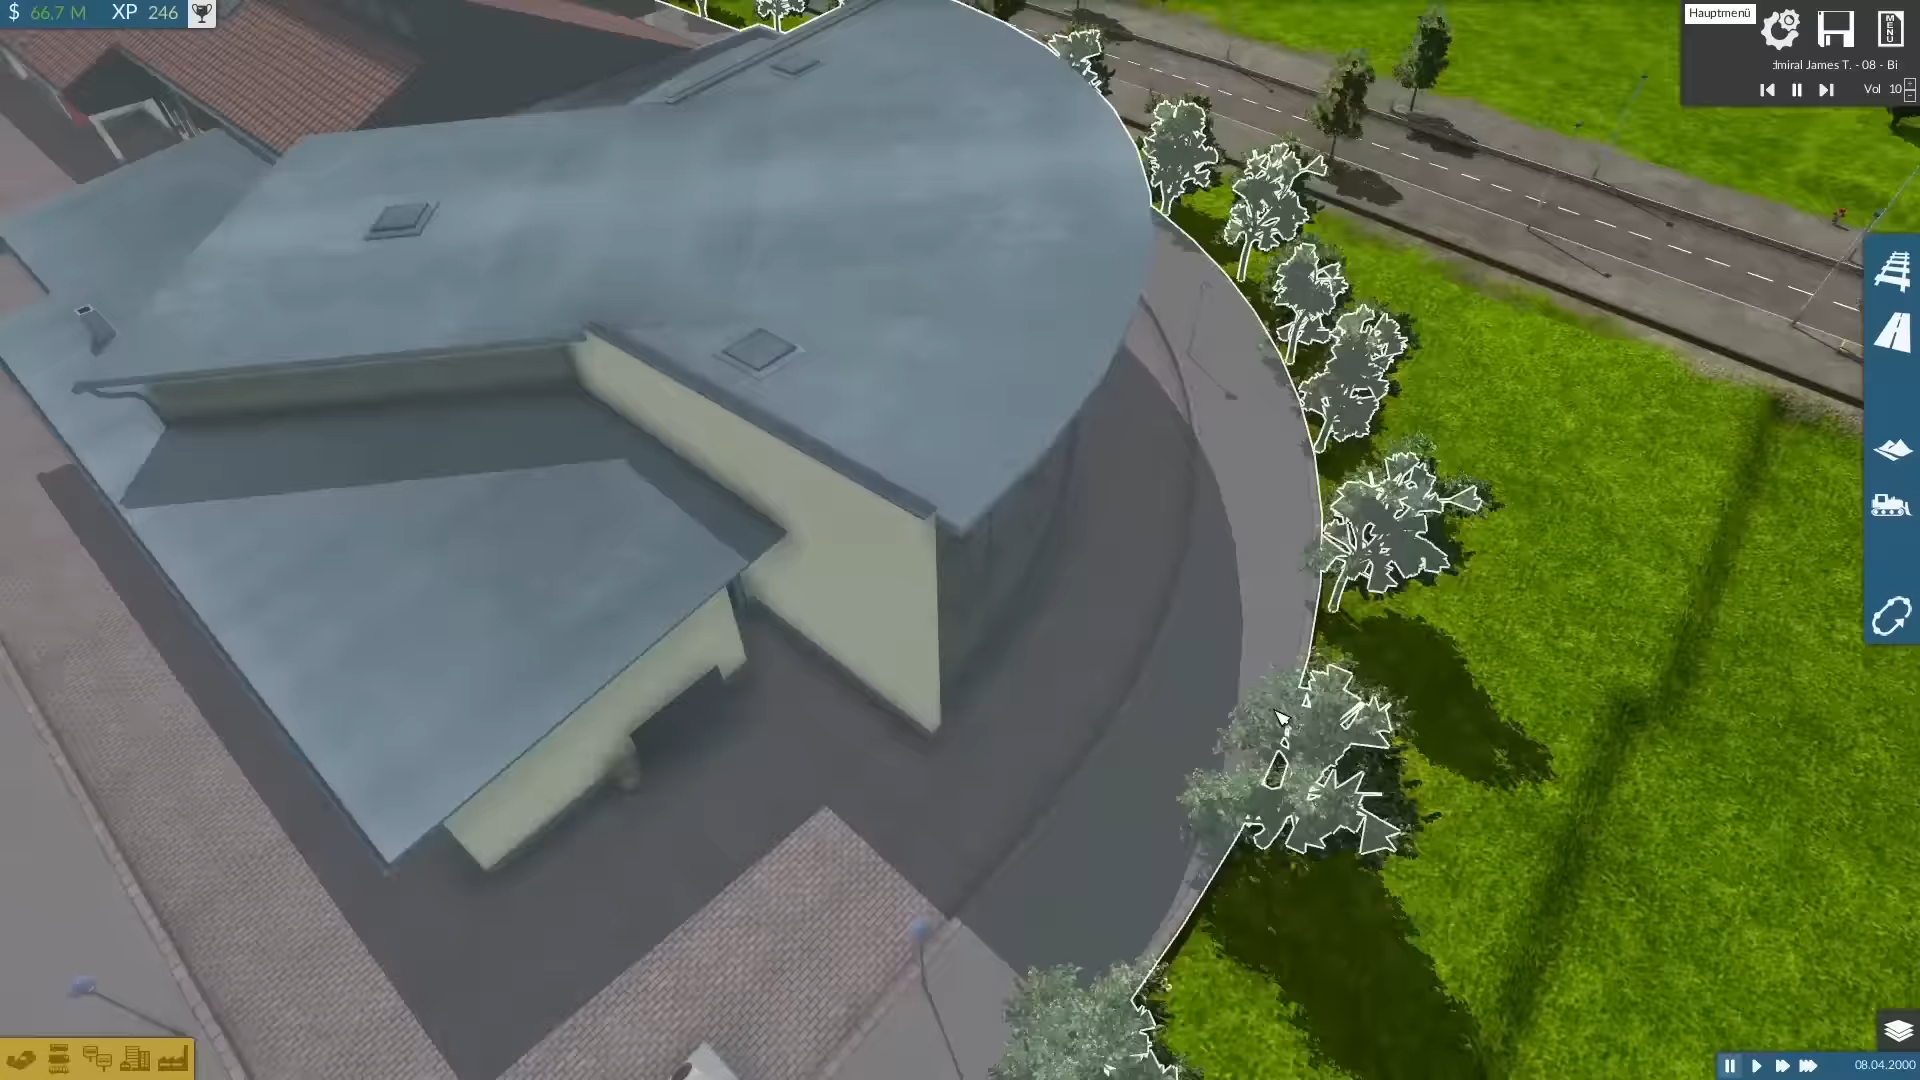 $ 66,7 M XP 246
Hauptmenü
MENU
dmiral James T. - 08 - Bi
Vol 10
08.04.2000